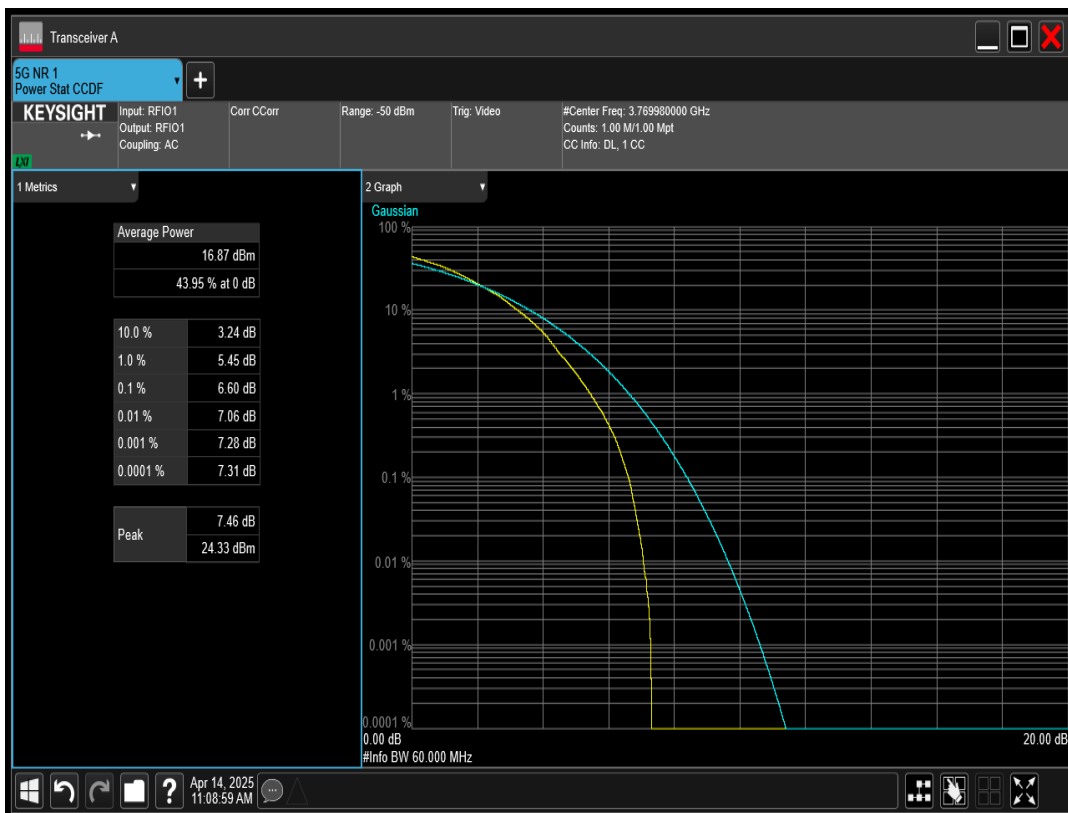 Transceiver A
5G NR 1
Power Stat CCDF
+
KEYSIGHT
LXI
Input: RFIO1
Output: RFIO1
Coupling: AC
Corr CCorr
Range: -50 dBm
Trig: Video
#Center Freq: 3.769980000 GHz
Counts: 1.00 M/1.00 Mpt
CC Info: DL, 1 CC
1 Metrics
Average Power
16.87 dBm
43.95 % at 0 dB
10.0 % 3.24 dB
1.0 % 5.45 dB
0.1 % 6.60 dB
0.01 % 7.06 dB
0.001 % 7.28 dB
0.0001 % 7.31 dB
Peak
7.46 dB
24.33 dBm
2 Graph
Gaussian
100 %
10 %
1 %
0.1 %
0.01 %
0.001 %
0.0001 %
0.00 dB 20.00 dB
#Info BW 60.000 MHz
?
Apr 14, 2025
11:08:59 AM